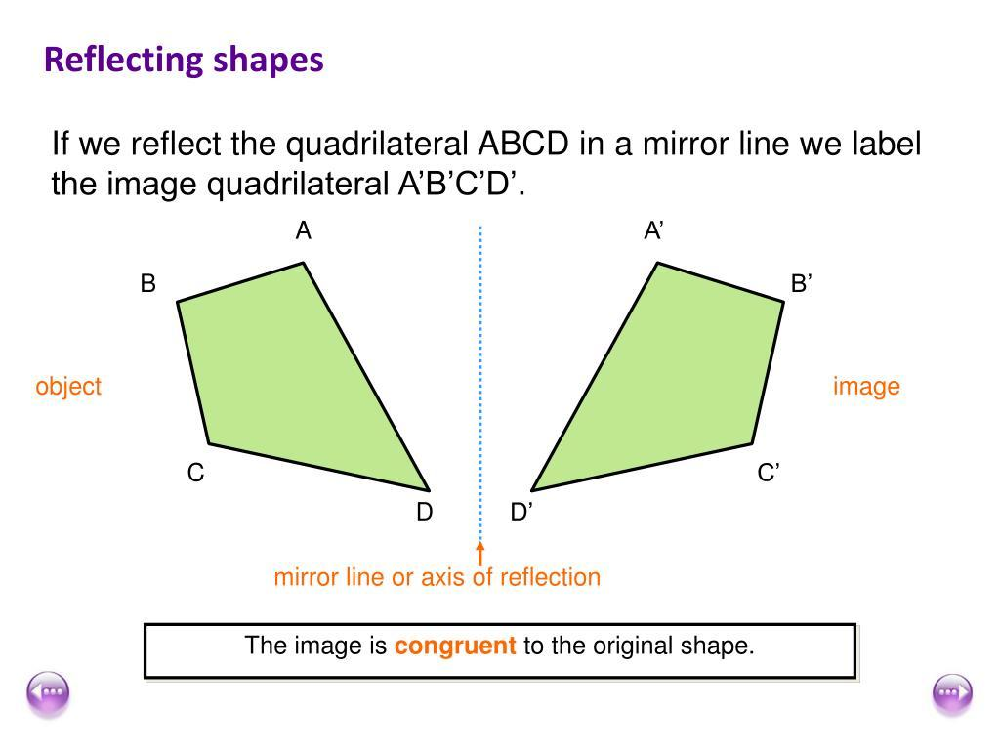 Reflecting shapes
If we reflect the quadrilateral ABCD in a mirror line we label
the image quadrilateral A’B’C’D’.
A A’
B B’
object image
C C’
D D’
mirror line or axis of reflection
The image is congruent to the original shape.